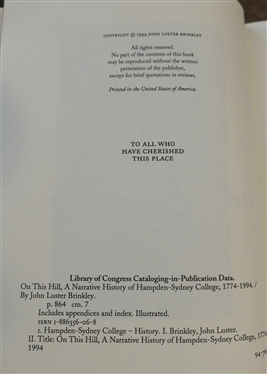 COPYRIGHT © 1994 JOHN LUSTER BRINKLEY
All rights reserved.
No part of the contents of this book
may be reproduced without the written
permission of the publisher,
except for brief quotations in reviews.
Printed in the United States of America.
TO ALL WHO
HAVE CHERISHED
THIS PLACE
Library of Congress Cataloging-in-Publication Data.
On This Hill, A Narrative History of Hampden-Sydney College, 1774-1994. /
By John Luster Brinkley.
p. 864 cm. 7
Includes appendices and index. Illustrated.
ISBN 1-886356-06-8
1. Hampden-Sydney College – History. I. Brinkley, John Luster.
II. Title: On This Hill, A Narrative History of Hampden-Sydney College, 1774
1994